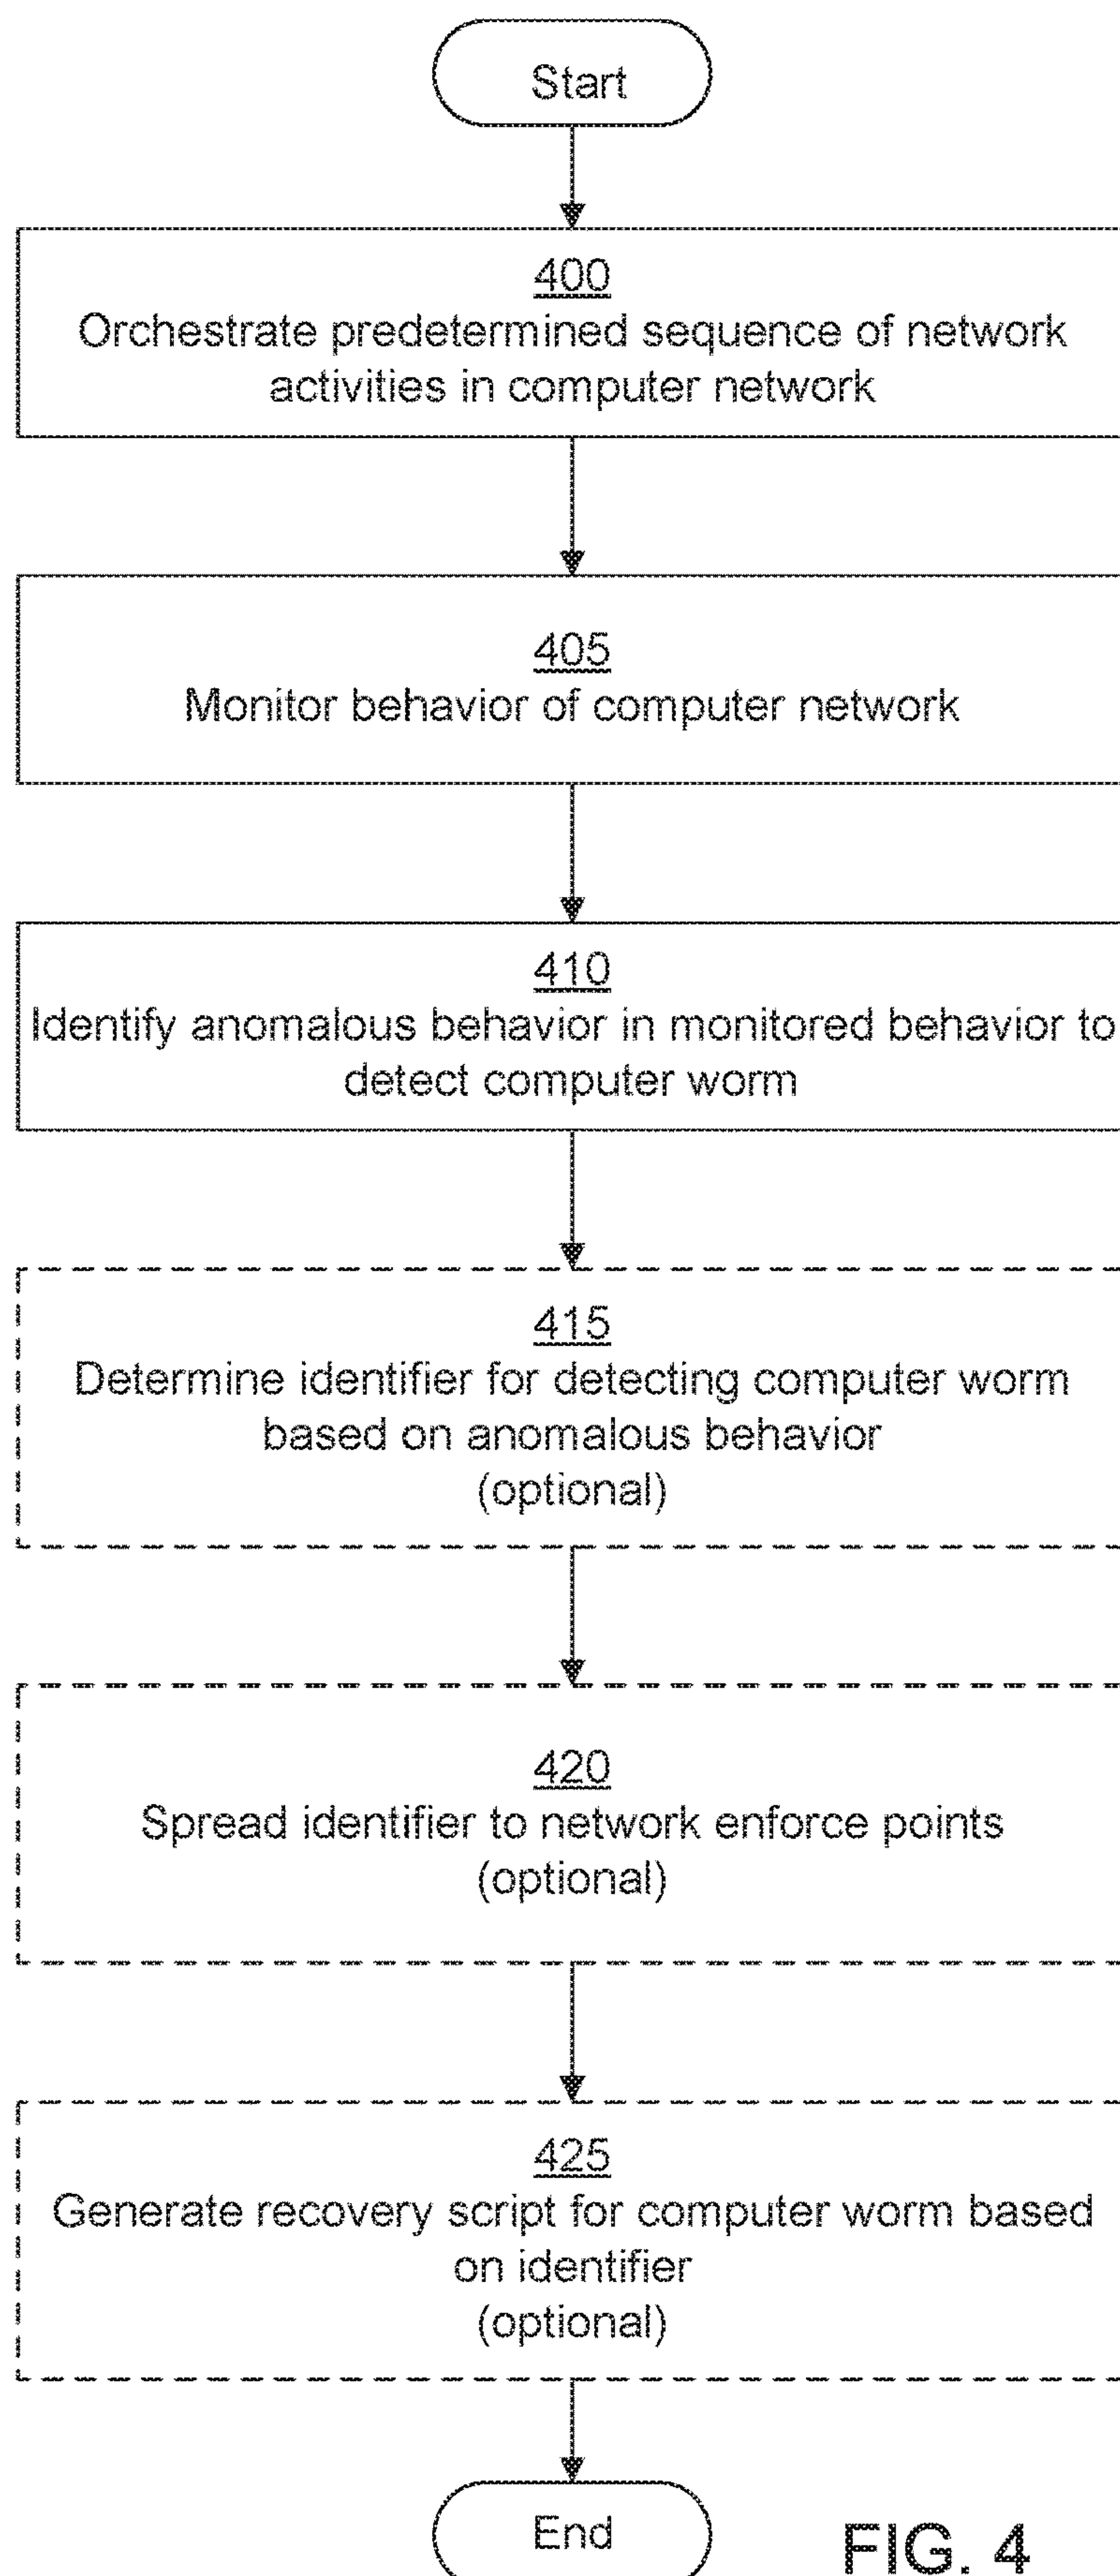 Start
400
Orchestrate predetermined sequence of network
activities in computer network
405
Monitor behavior of computer network
410
Identify anomalous behavior in monitored behavior to
detect computer worm
415
Determine identifier for detecting computer worm
based on anomalous behavior
(optional)
420
Spread identifier to network enforce points
(optional)
425
Generate recovery script for computer worm based
on identifier
(optional)
End
FIG. 4